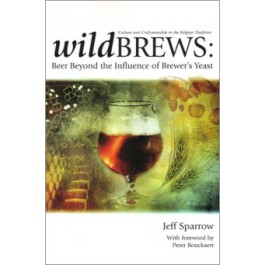 Culture and Craftsmanship in the Belgian Tradition
wildBREWS:
Beer Beyond the Influence of Brewer's Yeast
Jeff Sparrow
With foreword by
Peter Bouckaert